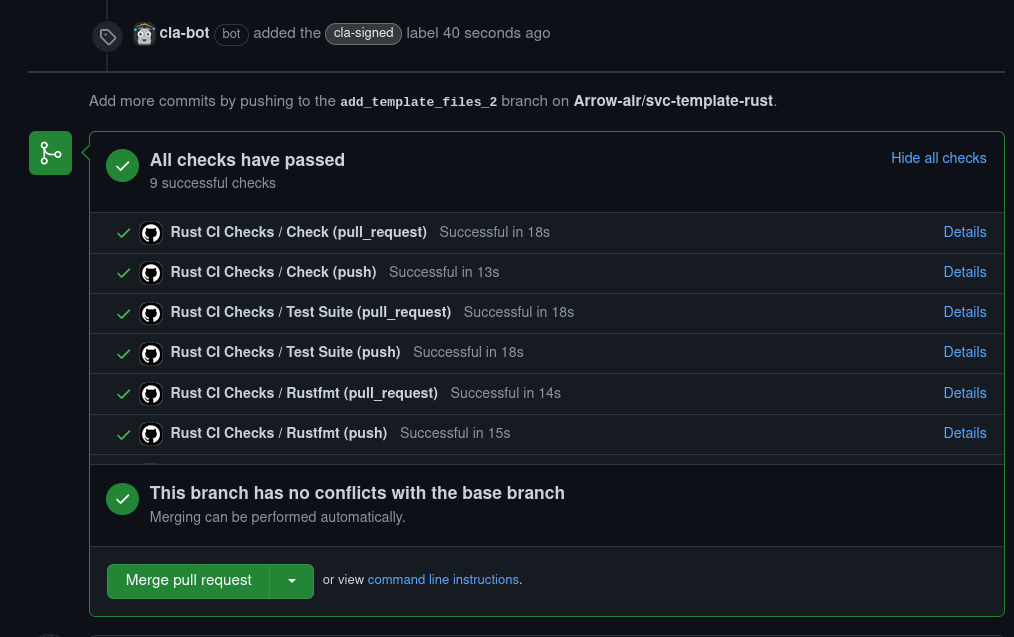 cla-bot bot added the cla-signed label 40 seconds ago
Add more commits by pushing to the add_template_files_2 branch on Arrow-air/svc-template-rust.
All checks have passed
Hide all checks
9 successful checks
Rust CI Checks / Check (pull_request) Successful in 18s Details
Rust CI Checks / Check (push) Successful in 13s Details
Rust CI Checks / Test Suite (pull_request) Successful in 18s Details
Rust CI Checks / Test Suite (push) Successful in 18s Details
Rust CI Checks / Rustfmt (pull_request) Successful in 14s Details
Rust CI Checks / Rustfmt (push) Successful in 15s Details
This branch has no conflicts with the base branch
Merging can be performed automatically.
Merge pull request or view command line instructions.